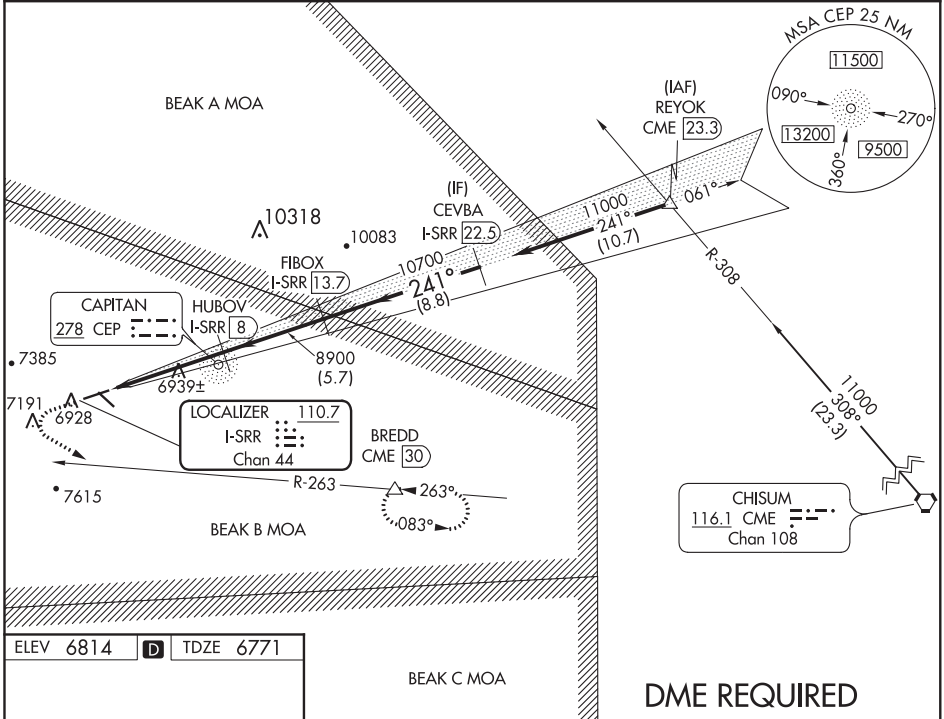 MSA CEP 25 NM
11500
090°
270°
13200
9500
360°
BEAK A MOA
(IAF)
REYOK
CME 23.3
10318
10083
(IF)
CEVBA
I-SRR 22.5
11000
241°
(10.7)
061°
R-308
FIBOX
I-SRR 13.7
10700
241°
(8.8)
CAPITAN
278 CEP
HUBOV
I-SRR 8
8900
(5.7)
7385
6939±
7191
6928
LOCALIZER 110.7
I-SRR
Chan 44
BREDD
CME 30
11000
308°
(23.3)
R-263
263°
083°
7615
BEAK B MOA
CHISUM
116.1 CME
Chan 108
ELEV 6814 D TDZE 6771
BEAK C MOA
DME REQUIRED